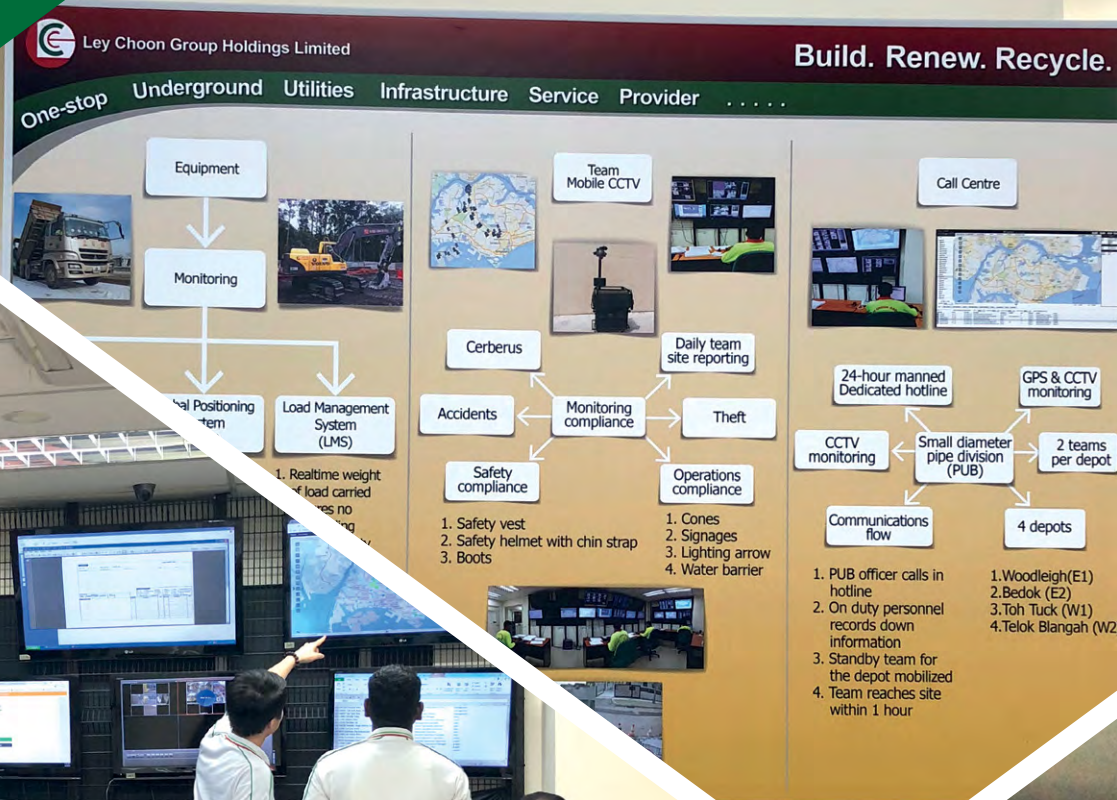 Ley Choon Group Holdings Limited
Build. Renew. Recycle.
One-stop Underground Utilities Infrastructure Service Provider . . . . .
Equipment
Monitoring
Positioning
Load Management
System
(LMS)
1. Realtime weight
of load carried
no
Team
Mobile CCTV
Cerberus
Daily team
site reporting
Accidents
Monitoring
compliance
Theft
Safety
compliance
Operations
compliance
1. Safety vest
2. Safety helmet with chin strap
3. Boots
1. Cones
2. Signages
3. Lighting arrow
4. Water barrier
Call Centre
24-hour manned
Dedicated hotline
GPS & CCTV
monitoring
CCTV
monitoring
Small diameter
pipe division
(PUB)
2 teams
per depot
Communications
flow
4 depots
1. PUB officer calls in
hotline
2. On duty personnel
records down
information
3. Standby team for
the depot mobilized
4. Team reaches site
within 1 hour
1.Woodleigh(E1)
2.Bedok (E2)
3.Toh Tuck (W1)
4.Telok Blangah (W2